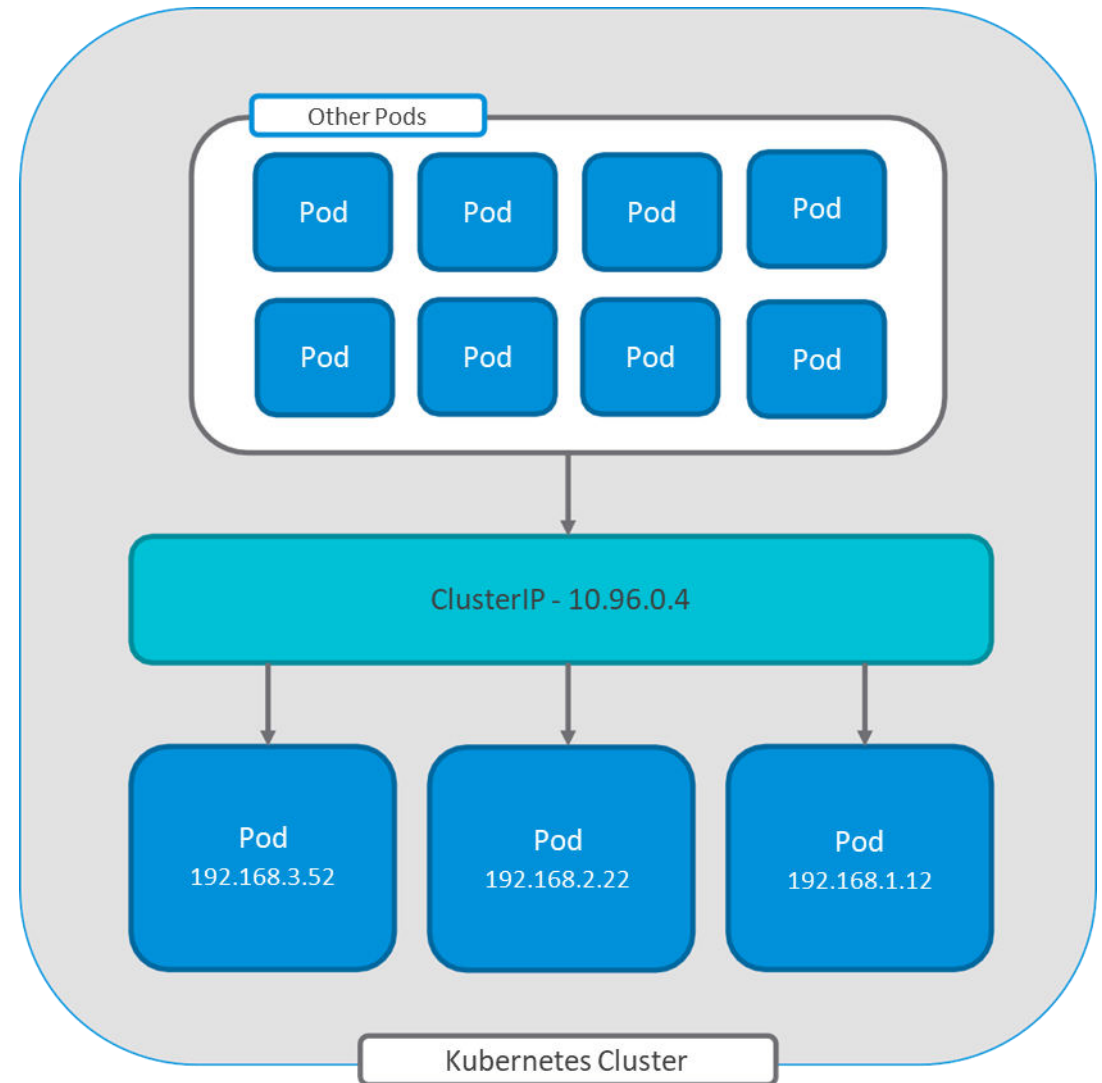 Other Pods
Pod
Pod
Pod
Pod
Pod
Pod
Pod
Pod
ClusterIP - 10.96.0.4
Pod
192.168.3.52
Pod
192.168.2.22
Pod
192.168.1.12
Kubernetes Cluster